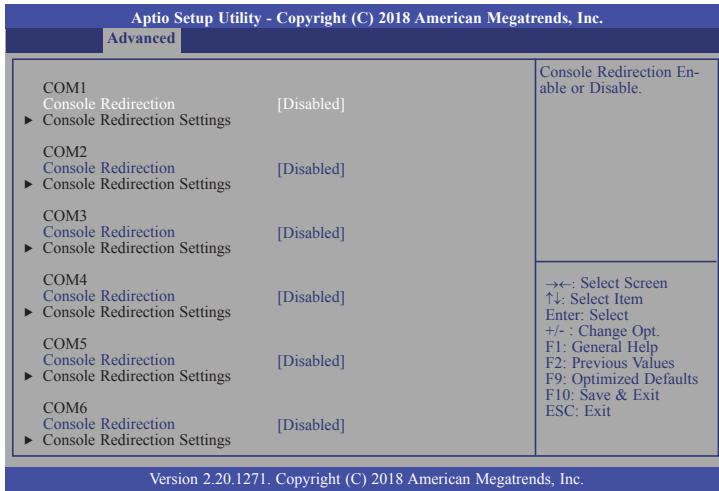 Aptio Setup Utility - Copyright (C) 2018 American Megatrends, Inc.
Advanced
COM1
Console Redirection [Disabled]
► Console Redirection Settings
COM2
Console Redirection [Disabled]
► Console Redirection Settings
COM3
Console Redirection [Disabled]
► Console Redirection Settings
COM4
Console Redirection [Disabled]
► Console Redirection Settings
COM5
Console Redirection [Disabled]
► Console Redirection Settings
COM6
Console Redirection [Disabled]
► Console Redirection Settings
Console Redirection En-
able or Disable.
→←: Select Screen
↑↓: Select Item
Enter: Select
+/- : Change Opt.
F1: General Help
F2: Previous Values
F9: Optimized Defaults
F10: Save & Exit
ESC: Exit
Version 2.20.1271. Copyright (C) 2018 American Megatrends, Inc.